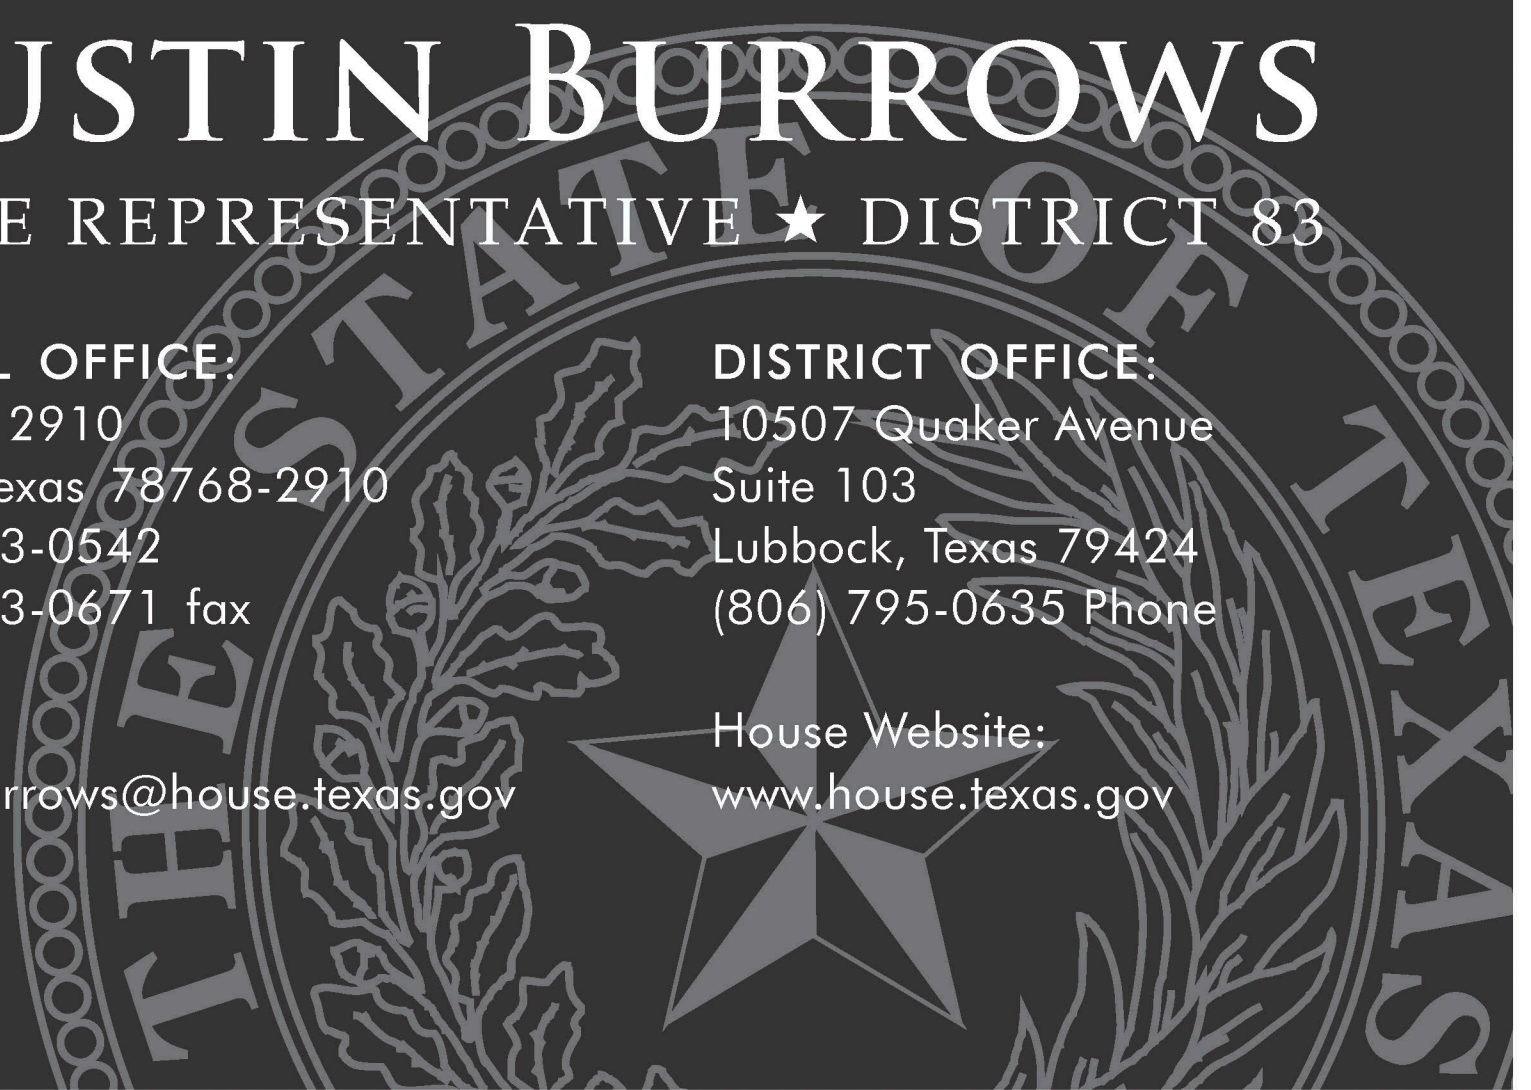 USTIN BURROWS
E REPRESENTATIVE ★ DISTRICT 83
L OFFICE:
2910
exas 78768-2910
3-0542
3-0671 fax
rrows@house.texas.gov
DISTRICT OFFICE:
10507 Quaker Avenue
Suite 103
Lubbock, Texas 79424
(806) 795-0635 Phone
House Website:
www.house.texas.gov
THE STATE OF TEXAS